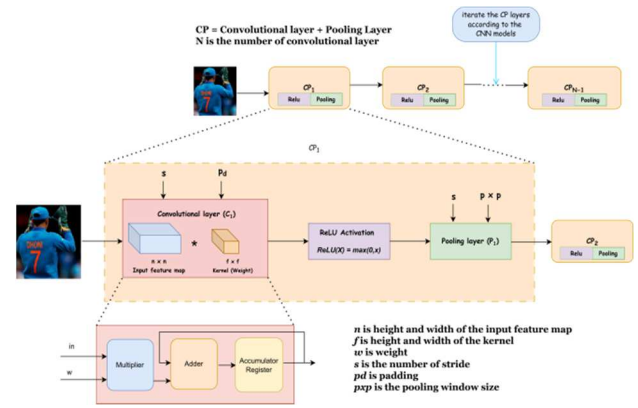 CP = Convolutional layer + Pooling Layer
N is the number of convolutional layer
iterate the CP layers
according to the
CNN models
7
CP1
Relu Pooling
CP2
Relu Pooling
CPN-1
Relu Pooling
CP1
s
Pd
s
p × p
Convolutional layer (C1)
*
n × n
Input feature map
f × f
Kernel (Weight)
ReLU Activation
ReLU(X) = max(0,x)
Pooling layer (P1)
CP2
Relu Pooling
DHONI
7
in
w
Multiplier
Adder
Accumulator
Register
n is height and width of the input feature map
f is height and width of the kernel
w is weight
s is the number of stride
pd is padding
pxp is the pooling window size